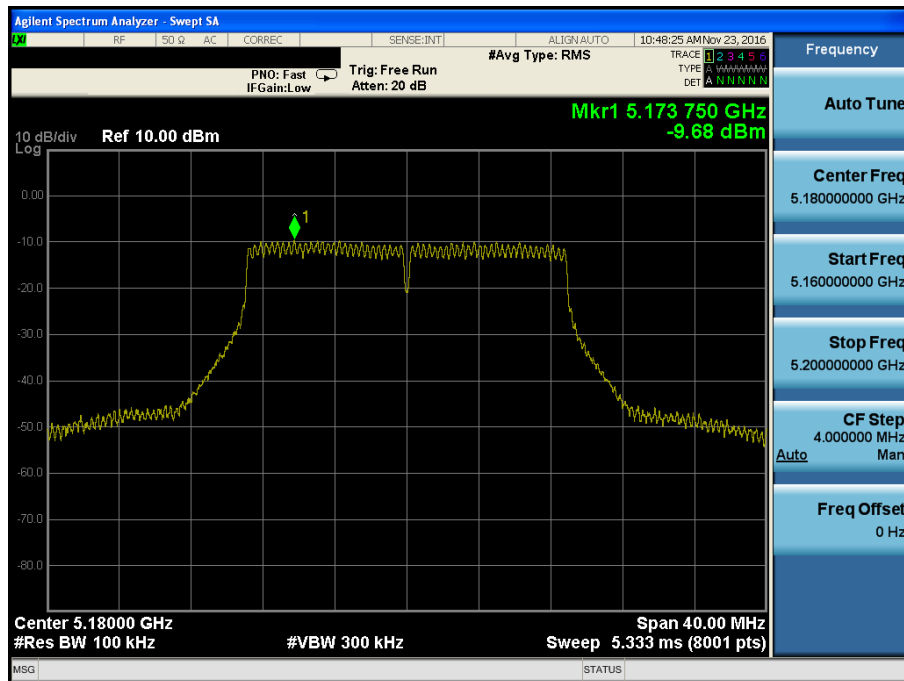 Agilent Spectrum Analyzer - Swept SA
LXI RF 50 Ω AC CORREC SENSE:INT ALIGN AUTO 10:48:25 AM Nov 23, 2016
PNO: Fast
IFGain:Low
Trig: Free Run
Atten: 20 dB
#Avg Type: RMS
TRACE 1 2 3 4 5 6
TYPE A WWWWW
DET A N N N N N
Mkr1 5.173 750 GHz
-9.68 dBm
10 dB/div
Log
Ref 10.00 dBm
0.00
-10.0
-20.0
-30.0
-40.0
-50.0
-60.0
-70.0
-80.0
1
Center 5.18000 GHz
#Res BW 100 kHz
#VBW 300 kHz
Span 40.00 MHz
Sweep 5.333 ms (8001 pts)
MSG
STATUS
Frequency
Auto Tune
Center Freq
5.180000000 GHz
Start Freq
5.160000000 GHz
Stop Freq
5.200000000 GHz
CF Step
4.000000 MHz
Auto Man
Freq Offset
0 Hz